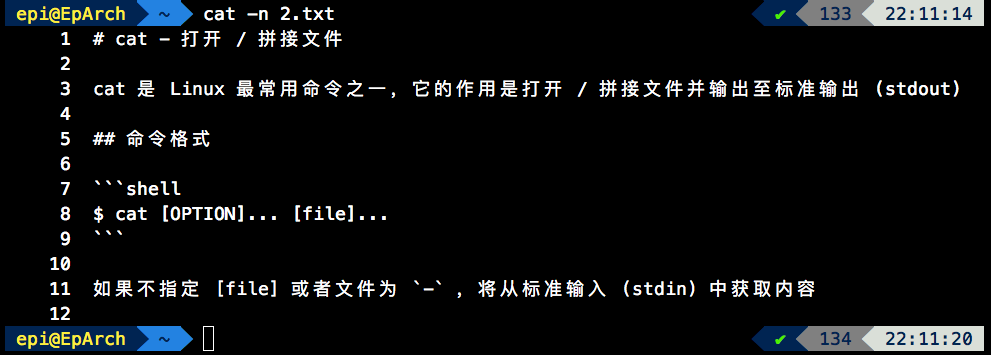 epi@EpArch ~ cat -n 2.txt ✔ 133 22:11:14
1 # cat - 打开 / 拼接文件
2
3 cat 是 Linux 最常用命令之一，它的作用是打开 / 拼接文件并输出至标准输出 (stdout)
4
5 ## 命令格式
6
7 ```shell
8 $ cat [OPTION]... [file]...
9 ```
10
11 如果不指定 [file] 或者文件为 `-` ，将从标准输入 (stdin) 中获取内容
12
epi@EpArch ~ ✔ 134 22:11:20